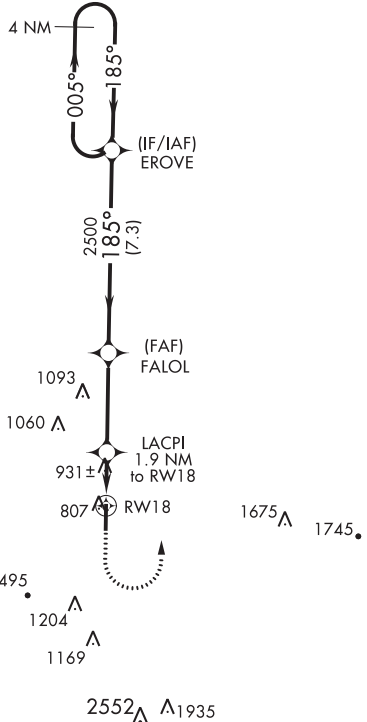 4 NM
005°
185°
(IF/IAF)
EROVE
2500
185°
(7.3)
(FAF)
FALOL
1093
1060
LACPI
1.9 NM
to RW18
931±
807
RW18
1675
1745
495
1204
1169
2552
1935